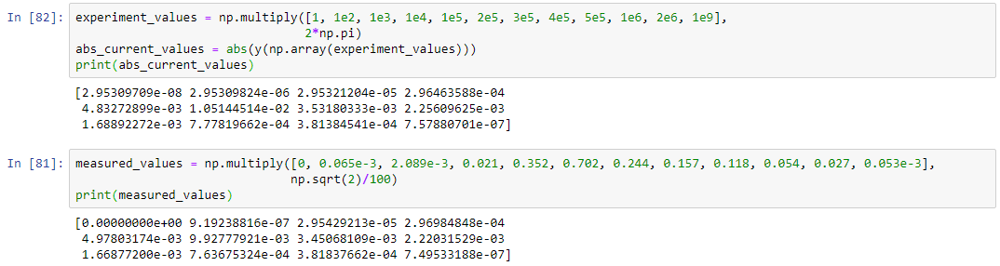 In [82]: experiment_values = np.multiply([1, 1e2, 1e3, 1e4, 1e5, 2e5, 3e5, 4e5, 5e5, 1e6, 2e6, 1e9],
2*np.pi)
abs_current_values = abs(y(np.array(experiment_values)))
print(abs_current_values)
[2.95309709e-08 2.95309824e-06 2.95321204e-05 2.96463588e-04
4.83272899e-03 1.05144514e-02 3.53180333e-03 2.25609625e-03
1.68892272e-03 7.77819662e-04 3.81384541e-04 7.57880701e-07]
In [81]: measured_values = np.multiply([0, 0.065e-3, 2.089e-3, 0.021, 0.352, 0.702, 0.244, 0.157, 0.118, 0.054, 0.027, 0.053e-3],
np.sqrt(2)/100)
print(measured_values)
[0.00000000e+00 9.19238816e-07 2.95429213e-05 2.96984848e-04
4.97803174e-03 9.92777921e-03 3.45068109e-03 2.22031529e-03
1.66877200e-03 7.63675324e-04 3.81837662e-04 7.49533188e-07]